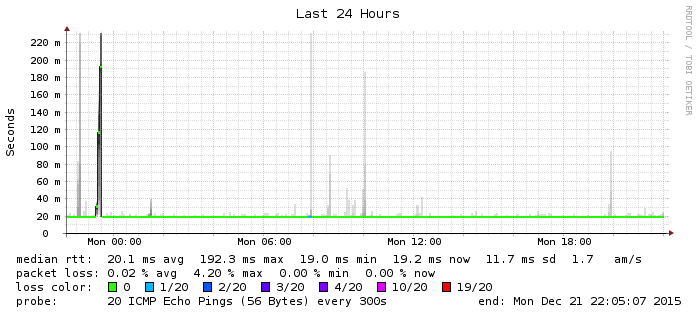 Last 24 Hours
RRDTOOL / TOBI OETIKER
Seconds
220 m
200 m
180 m
160 m
140 m
120 m
100 m
80 m
60 m
40 m
20 m
0
Mon 00:00 Mon 06:00 Mon 12:00 Mon 18:00
median rtt: 20.1 ms avg 192.3 ms max 19.0 ms min 19.2 ms now 11.7 ms sd 1.7 am/s
packet loss: 0.02 % avg 4.20 % max 0.00 % min 0.00 % now
loss color: 0 1/20 2/20 3/20 4/20 10/20 19/20
probe: 20 ICMP Echo Pings (56 Bytes) every 300s end: Mon Dec 21 22:05:07 2015